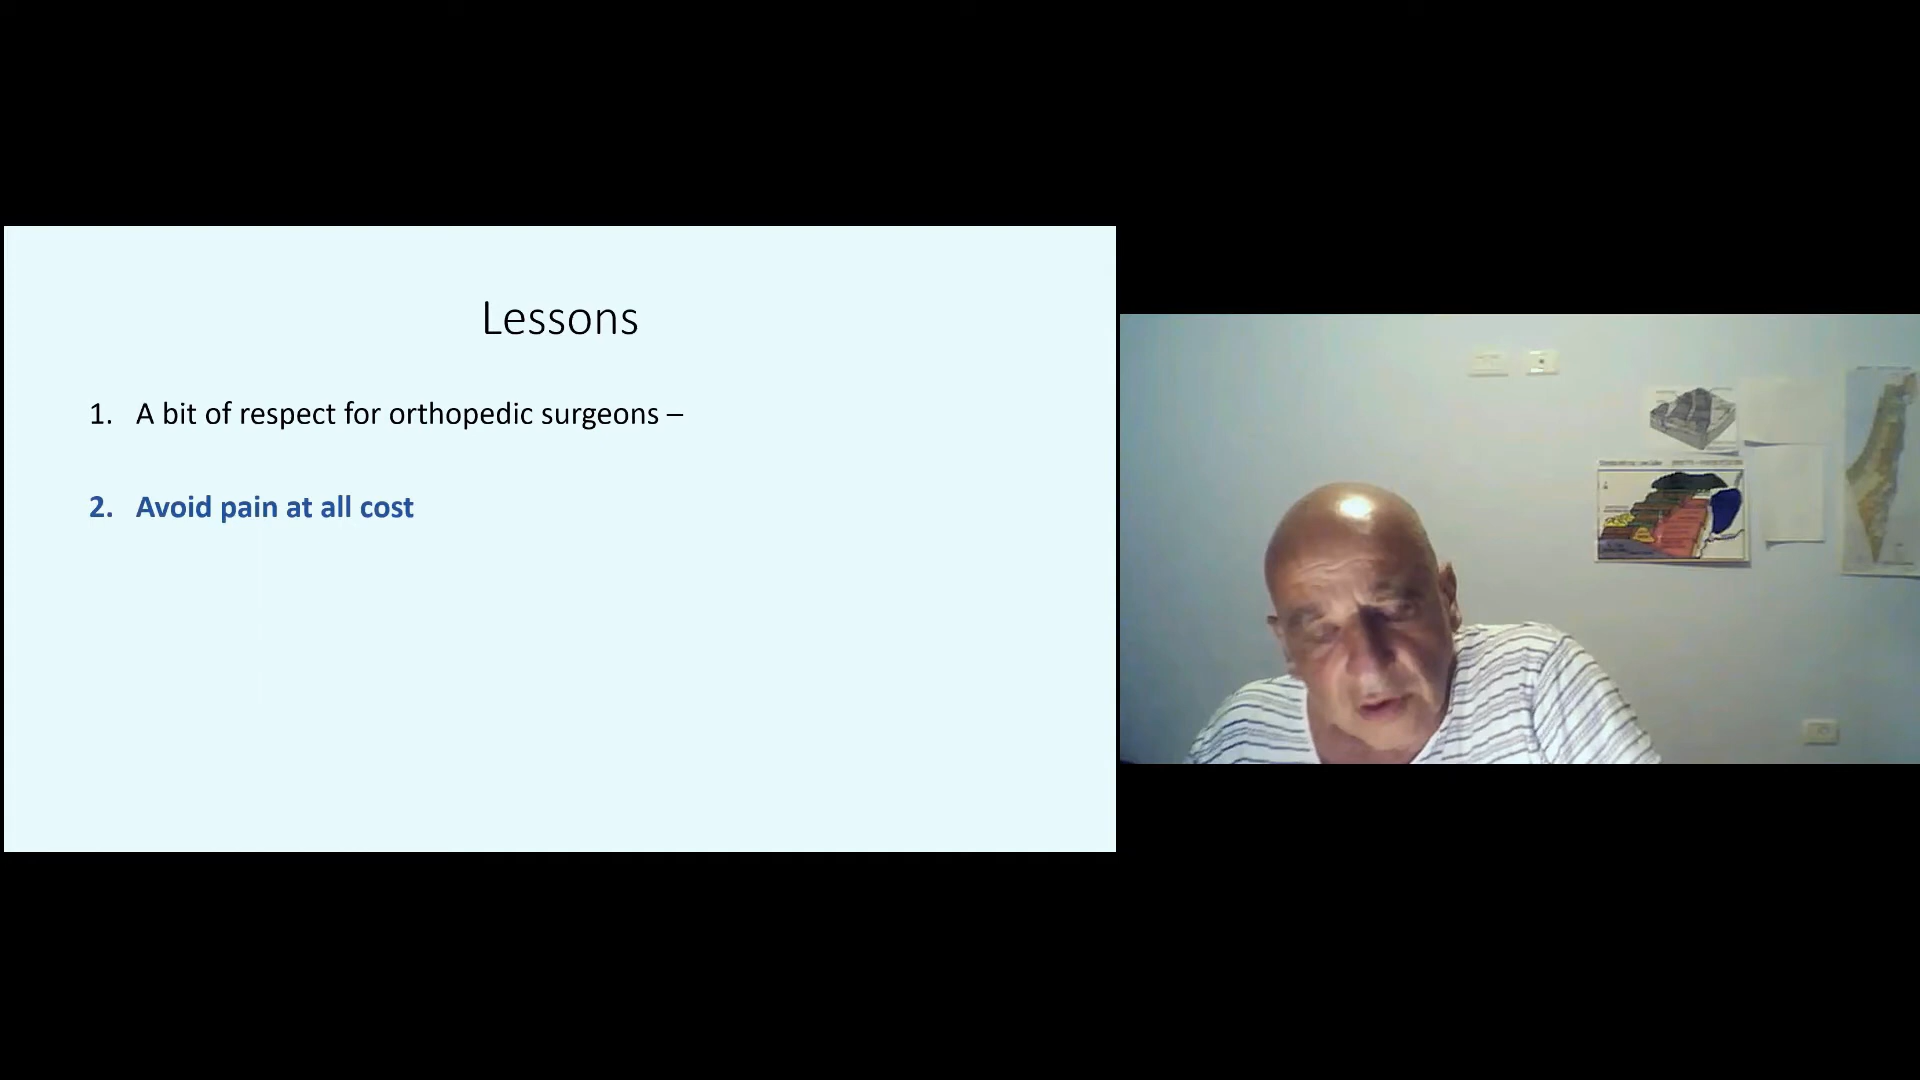 Lessons
1. A bit of respect for orthopedic surgeons –
2. Avoid pain at all cost